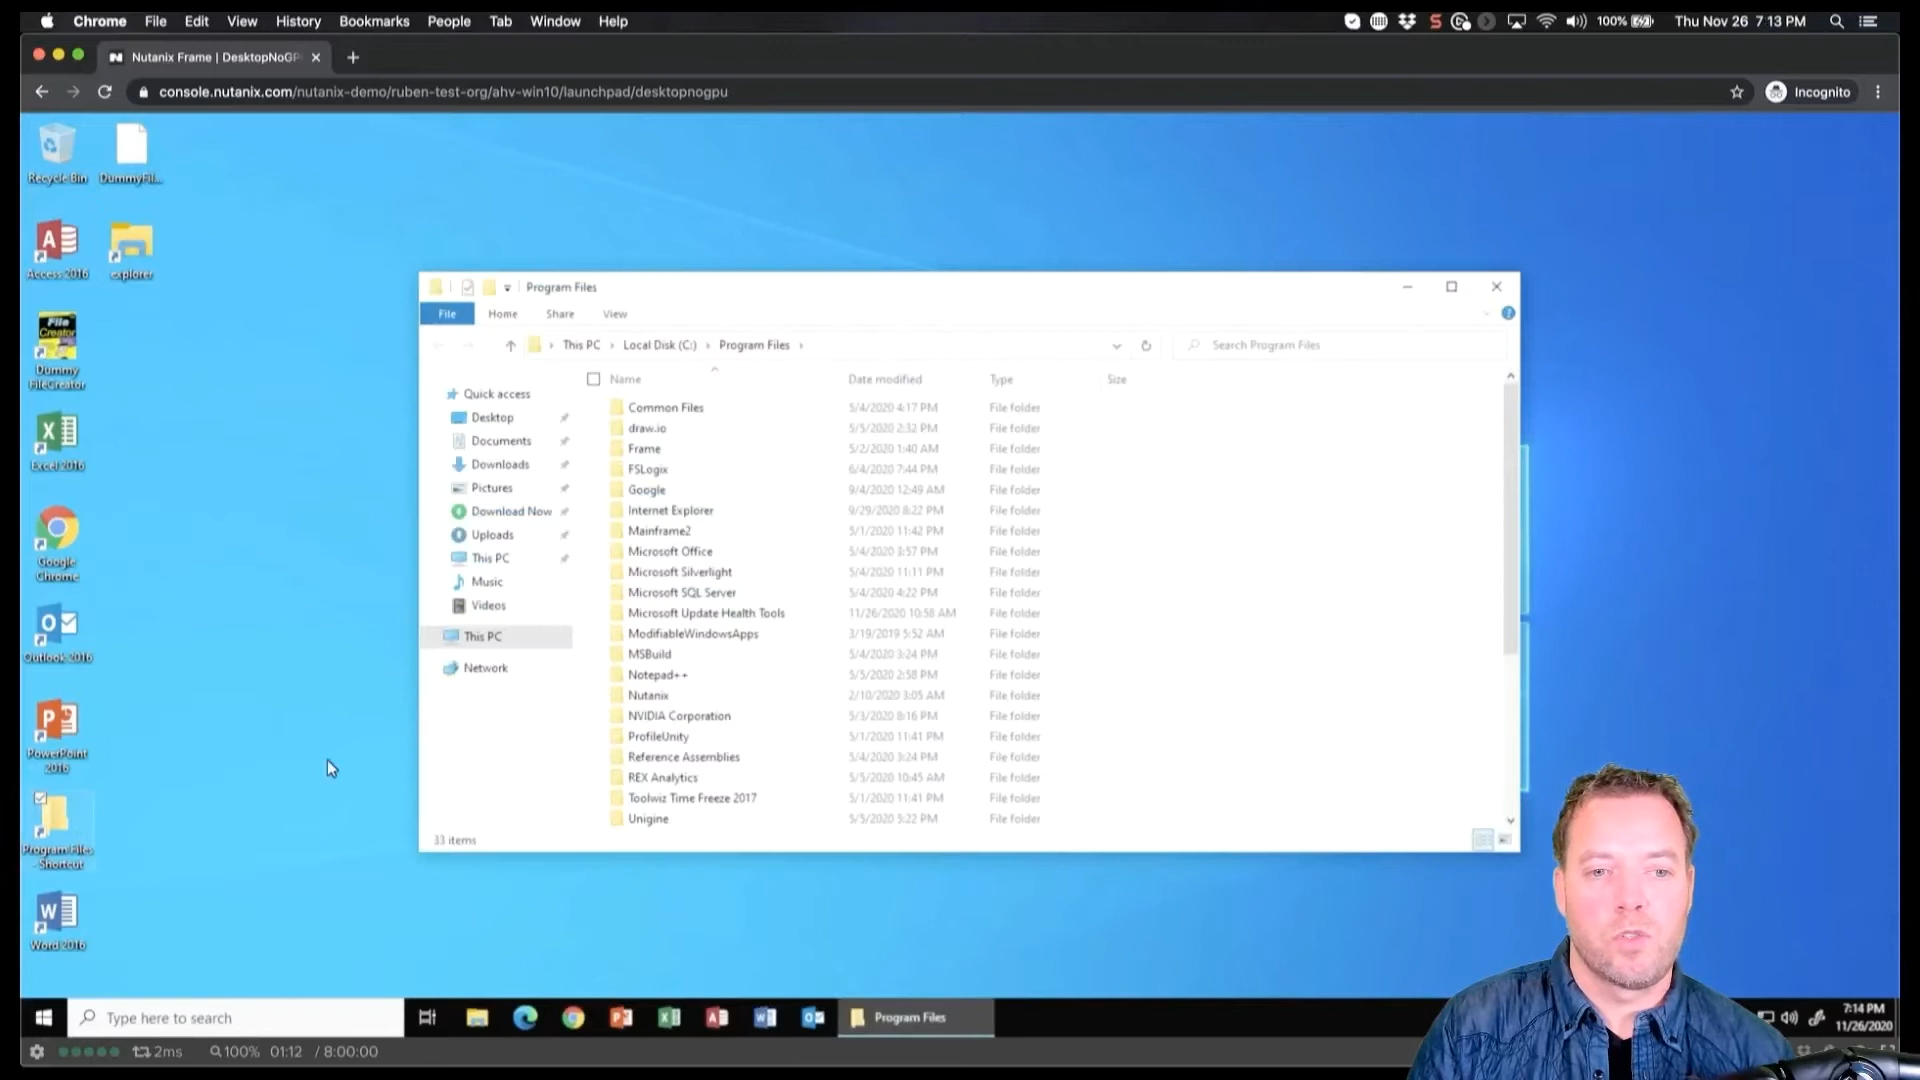 Chrome File Edit View History Bookmarks People Tab Window Help
100% Thu Nov 26 7:13 PM
Nutanix Frame | DesktopNoGP
console.nutanix.com/nutanix-demo/ruben-test-org/ahv-win10/launchpad/desktopnogpu
Incognito
Recycle Bin
DummyFil...
Access 2016
explorer
File
Creator
Dummy
FileCreator
Excel 2016
Google
Chrome
Outlook 2016
PowerPoint
2016
Program Files
- Shortcut
Word 2016
Program Files
File Home Share View
This PC > Local Disk (C:) > Program Files >
Search Program Files
Quick access
Desktop
Documents
Downloads
Pictures
Download Now
Uploads
This PC
Music
Videos
This PC
Network
Name Date modified Type Size
Common Files 5/4/2020 4:17 PM File folder
draw.io 5/5/2020 2:32 PM File folder
Frame 5/2/2020 1:40 AM File folder
FSLogix 6/4/2020 7:44 PM File folder
Google 9/4/2020 12:49 AM File folder
Internet Explorer 9/29/2020 8:22 PM File folder
Mainframe2 5/1/2020 11:42 PM File folder
Microsoft Office 5/4/2020 3:57 PM File folder
Microsoft Silverlight 5/4/2020 11:11 PM File folder
Microsoft SQL Server 5/4/2020 4:22 PM File folder
Microsoft Update Health Tools 11/26/2020 10:58 AM File folder
ModifiableWindowsApps 3/19/2019 5:52 AM File folder
MSBuild 5/4/2020 3:24 PM File folder
Notepad++ 5/5/2020 2:58 PM File folder
Nutanix 2/10/2020 3:05 AM File folder
NVIDIA Corporation 5/3/2020 8:16 PM File folder
ProfileUnity 5/1/2020 11:41 PM File folder
Reference Assemblies 5/4/2020 3:24 PM File folder
REX Analytics 5/5/2020 10:45 AM File folder
Toolwiz Time Freeze 2017 5/1/2020 11:41 PM File folder
Unigine 5/5/2020 5:22 PM File folder
33 items
Type here to search
Program Files
7:14 PM
11/26/2020
2ms 100% 01:12 / 8:00:00